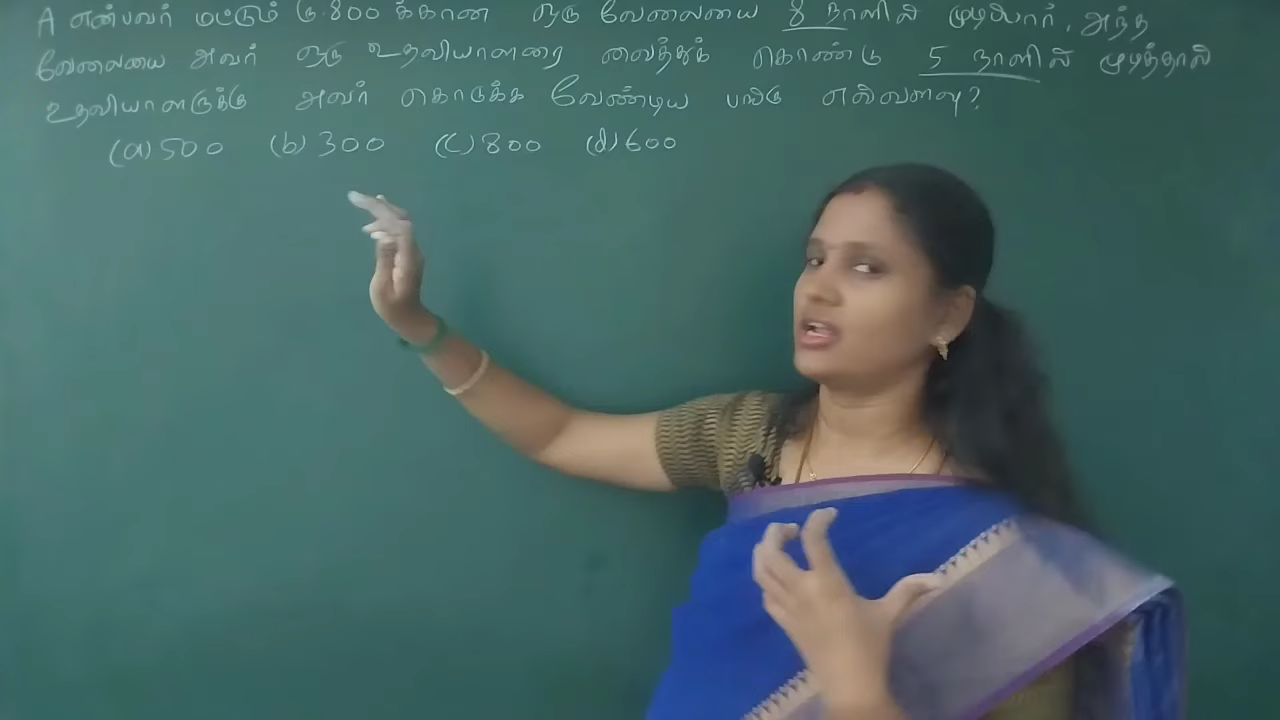 A என்பவர் மட்டும் ரூ.800 க்கான ஒரு வேலையை 8 நாளில் முடிப்பார், அந்த
வேலையை அவர் ஒரு உதவியாளரை வைத்துக் கொண்டு 5 நாளில் முடித்தால்
உதவியாளருக்கு அவர் கொடுக்க வேண்டிய பங்கு எவ்வளவு?
(a) 500 (b) 300 (c) 800 (d) 600